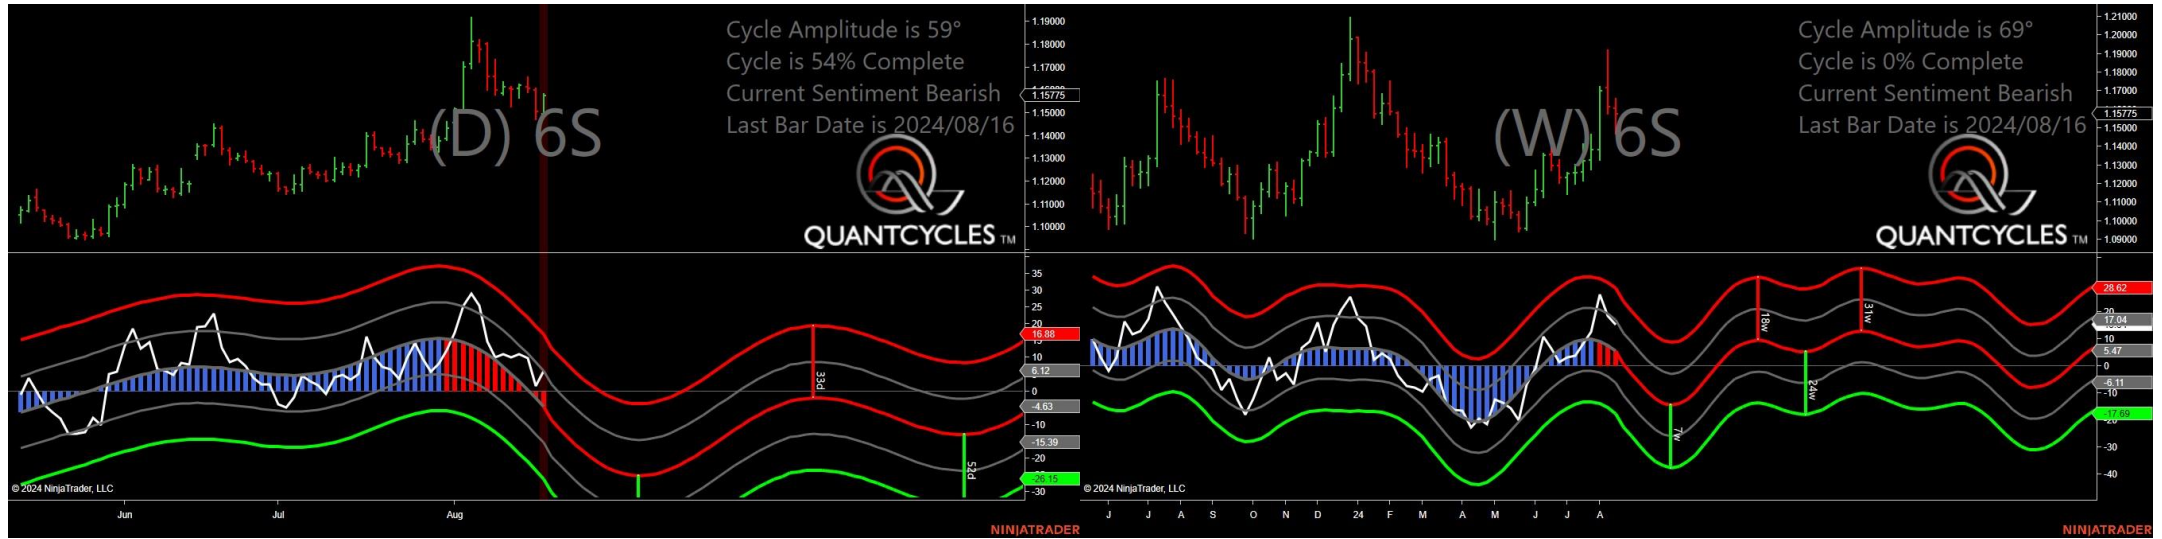 Cycle Amplitude is 59°
Cycle is 54% Complete
Current Sentiment Bearish
Last Bar Date is 2024/08/16
(D) 6S
QUANTCYCLES TM
1.19000
1.18000
1.17000
1.15775
1.15000
1.14000
1.13000
1.12000
1.11000
1.10000
35
30
25
20
16.88
10
6.12
0
-4.63
-10
-15.39
-20
-26.15
-30
33d
52d
© 2024 NinjaTrader, LLC
Jun
Jul
Aug
NINJATRADER
Cycle Amplitude is 69°
Cycle is 0% Complete
Current Sentiment Bearish
Last Bar Date is 2024/08/16
(W) 6S
QUANTCYCLES TM
1.21000
1.20000
1.19000
1.18000
1.17000
1.15775
1.15000
1.14000
1.13000
1.12000
1.11000
1.10000
1.09000
28.62
20
17.04
10
5.47
0
-6.11
-10
-17.69
-30
-40
18w
31w
24w
7w
© 2024 NinjaTrader, LLC
J
J
A
S
O
N
D
24
F
M
A
M
J
J
A
NINJATRADER